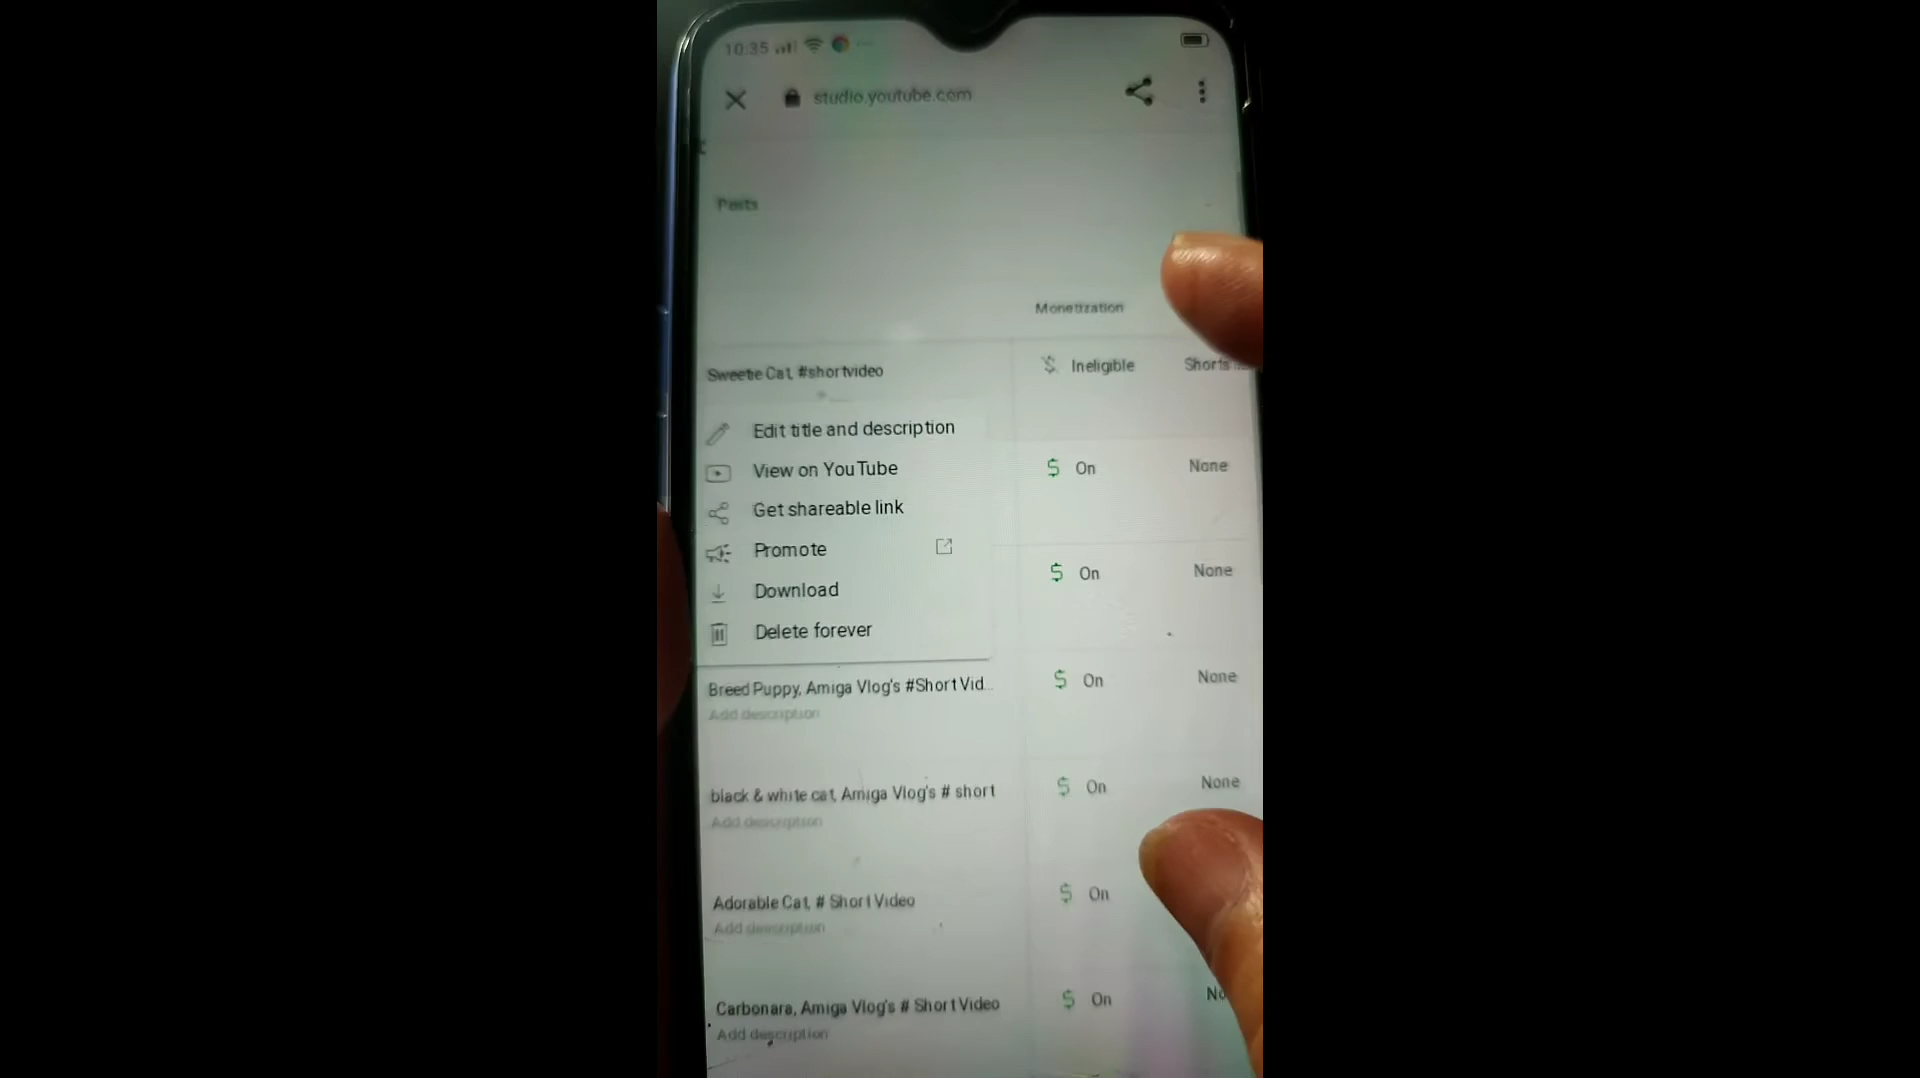 10:35
studio.youtube.com
Posts
Monetization
Sweetie Cat, #shortvideo
Ineligible
Shorts
Edit title and description
View on YouTube
On
None
Get shareable link
Promote
On
None
Download
Delete forever
Breed Puppy, Amiga Vlog's #Short Vid...
On
None
Add description
black & white cat, Amiga Vlog's # short
On
None
Add description
Adorable Cat, # Short Video
On
Add description
Carbonara, Amiga Vlog's # Short Video
On
No
Add description